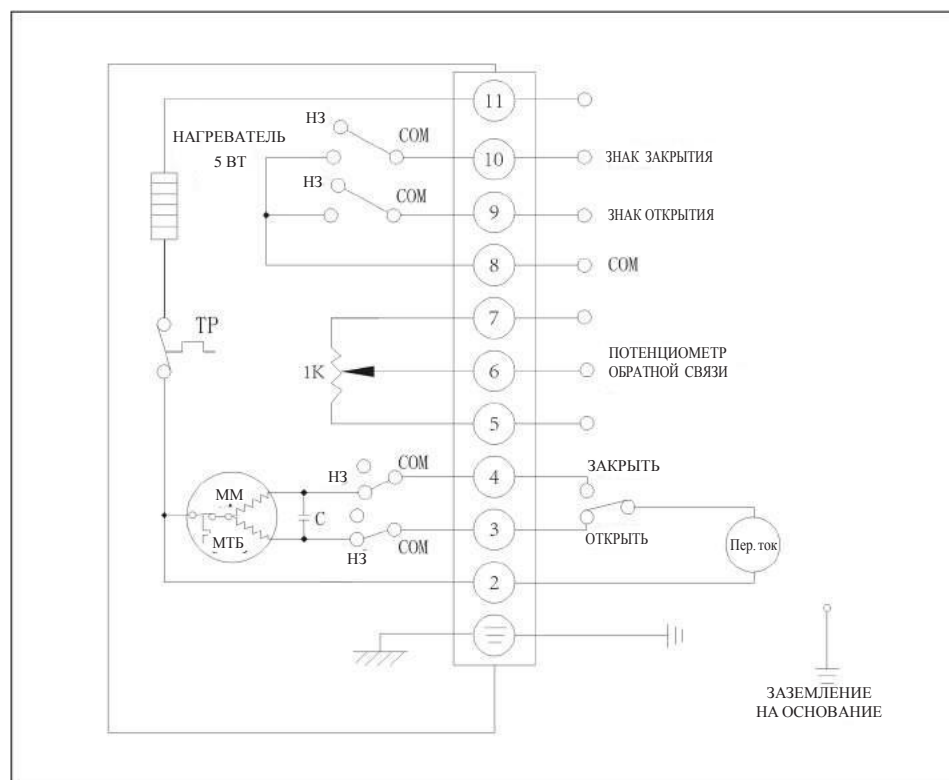 11
НЗ
НАГРЕВАТЕЛЬ
5 ВТ
COM
10
ЗНАК ЗАКРЫТИЯ
НЗ
COM
9
ЗНАК ОТКРЫТИЯ
8
COM
7
TP
1K
6
ПОТЕНЦИОМЕТР
ОБРАТНОЙ СВЯЗИ
5
НЗ
COM
4
ЗАКРЫТЬ
ММ
МТБ
C
3
НЗ
COM
ОТКРЫТЬ
Пер. ток
2
ЗАЗЕМЛЕНИЕ
НА ОСНОВАНИЕ